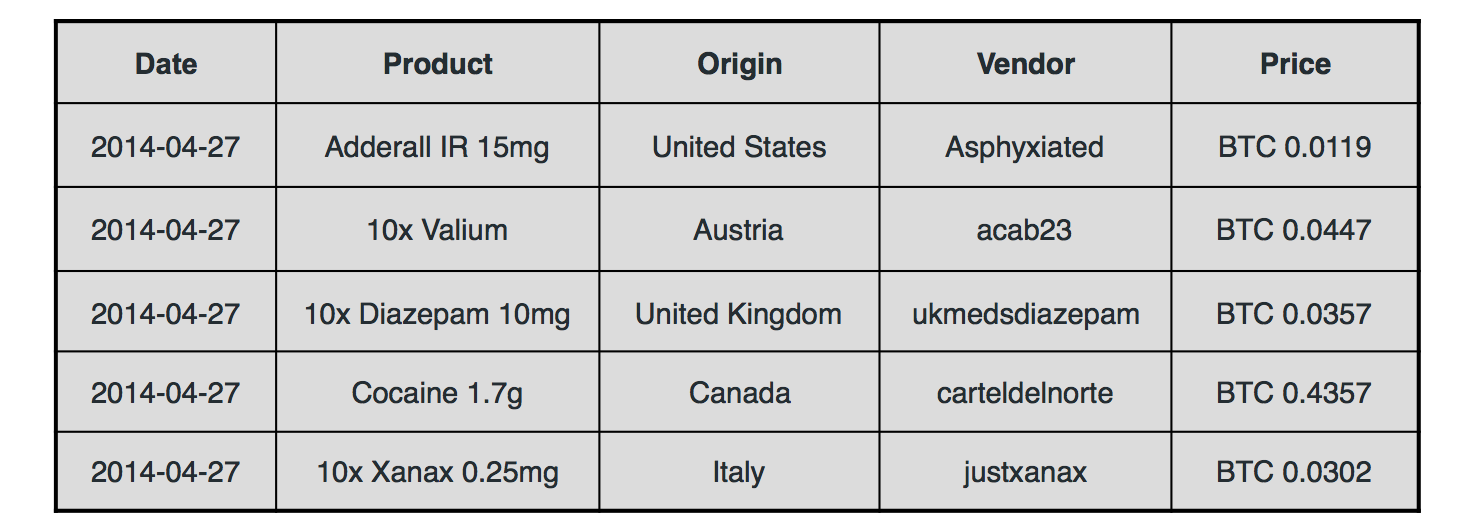 Date Product Origin Vendor Price
2014-04-27 Adderall IR 15mg United States Asphyxiated BTC 0.0119
2014-04-27 10x Valium Austria acab23 BTC 0.0447
2014-04-27 10x Diazepam 10mg United Kingdom ukmedsdiazepam BTC 0.0357
2014-04-27 Cocaine 1.7g Canada carteldelnorte BTC 0.4357
2014-04-27 10x Xanax 0.25mg Italy justxanax BTC 0.0302